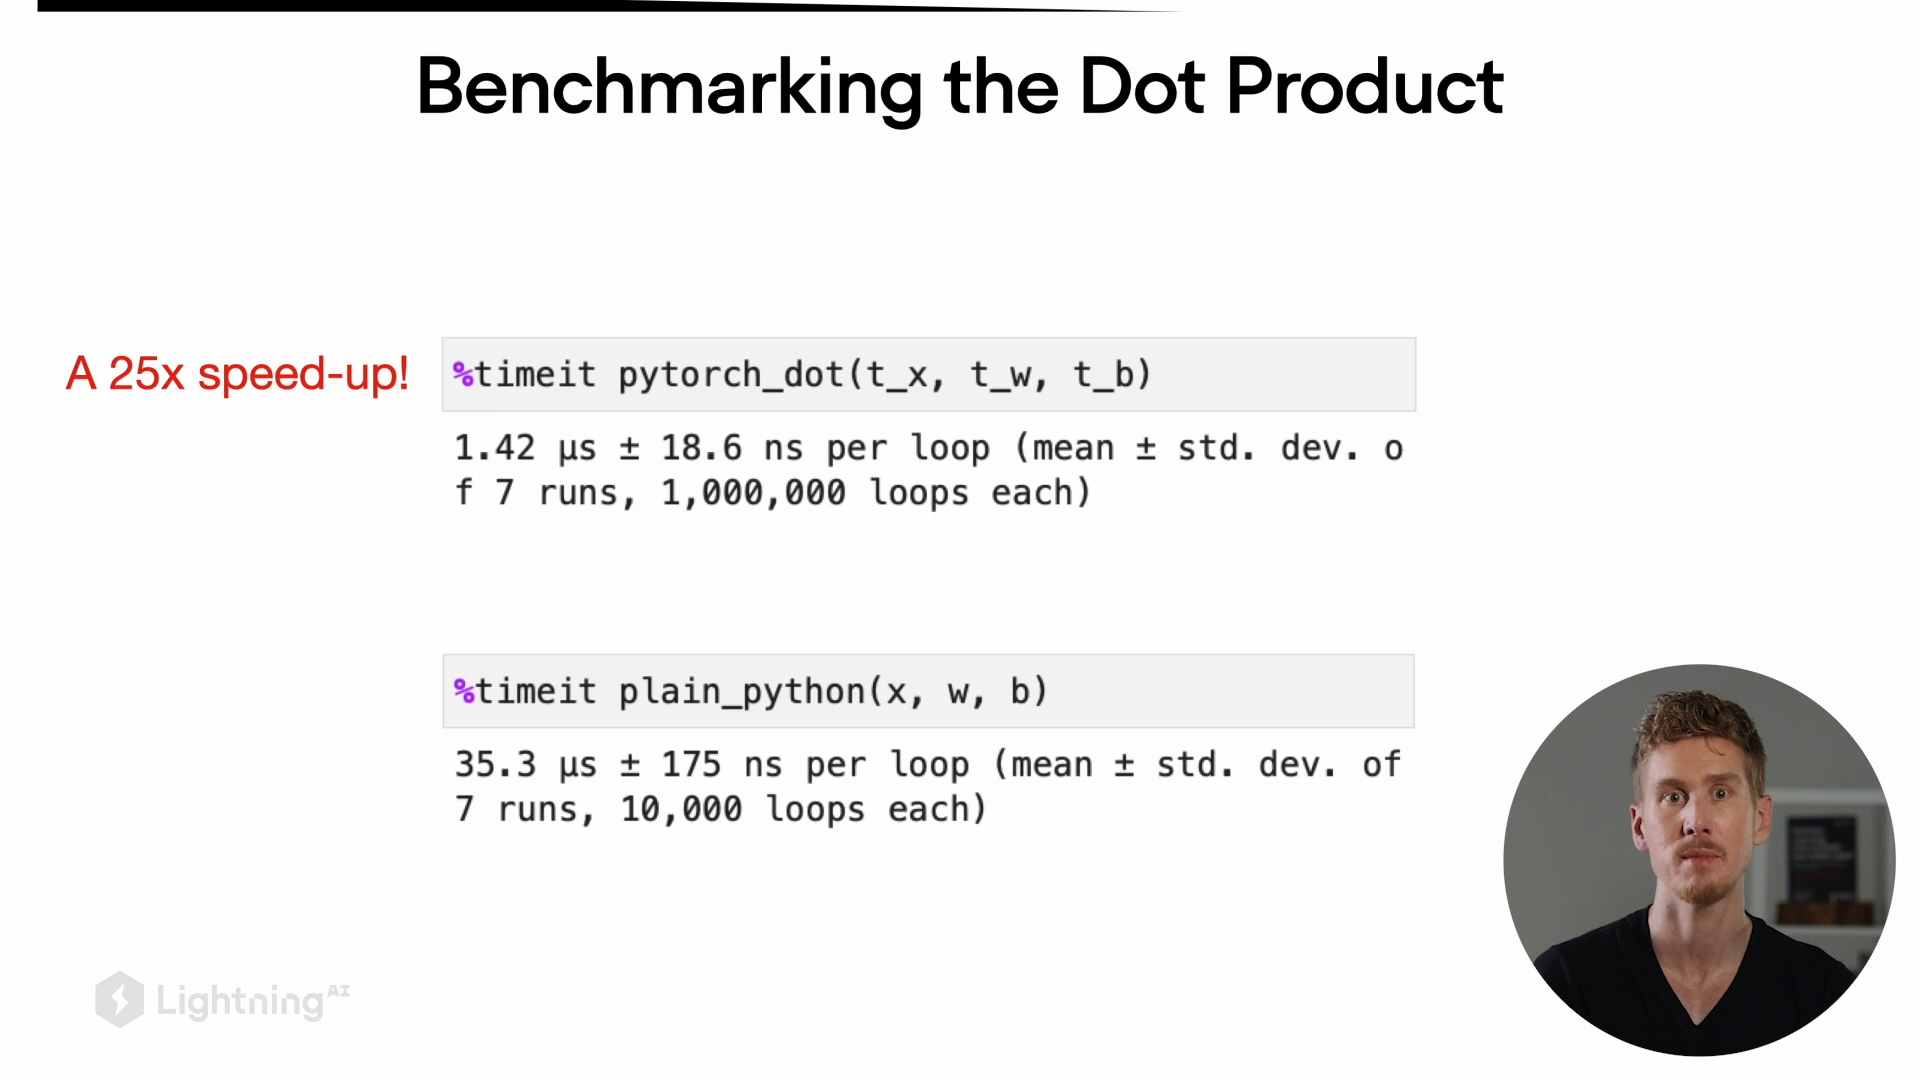 Benchmarking the Dot Product
A 25x speed-up!
%timeit pytorch_dot(t_x, t_w, t_b)
1.42 µs ± 18.6 ns per loop (mean ± std. dev. o
f 7 runs, 1,000,000 loops each)
%timeit plain_python(x, w, b)
35.3 µs ± 175 ns per loop (mean ± std. dev. of
7 runs, 10,000 loops each)
Lightning AI